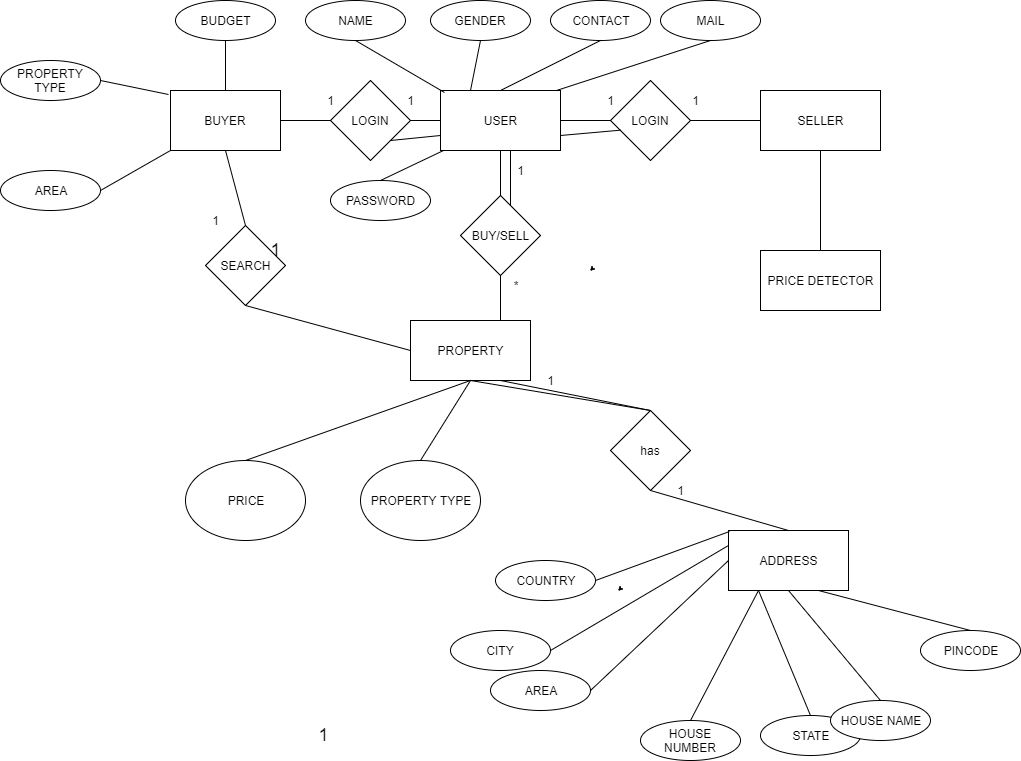 BUDGET
NAME
GENDER
CONTACT
MAIL
PROPERTY
TYPE
1
1
1
1
BUYER
LOGIN
USER
LOGIN
SELLER
AREA
PASSWORD
1
1
BUY/SELL
1
SEARCH
PRICE DETECTOR
*
PROPERTY
1
has
PRICE
PROPERTY TYPE
1
ADDRESS
COUNTRY
CITY
PINCODE
AREA
HOUSE
NUMBER
STATE
HOUSE NAME
1